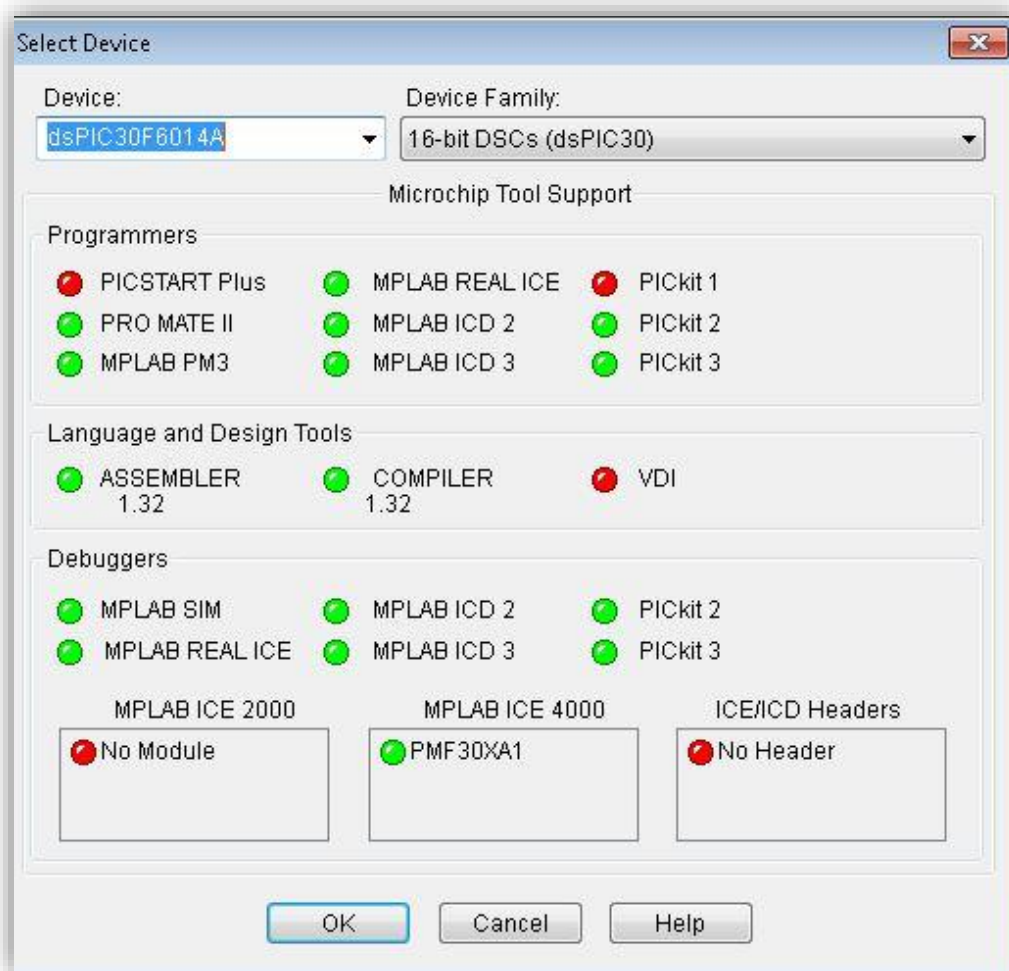 Select Device
Device: Device Family:
dsPIC30F6014A 16-bit DSCs (dsPIC30)
Microchip Tool Support
Programmers
PICSTART Plus MPLAB REAL ICE PICkit 1
PRO MATE II MPLAB ICD 2 PICkit 2
MPLAB PM3 MPLAB ICD 3 PICkit 3
Language and Design Tools
ASSEMBLER COMPILER VDI
1.32 1.32
Debuggers
MPLAB SIM MPLAB ICD 2 PICkit 2
MPLAB REAL ICE MPLAB ICD 3 PICkit 3
MPLAB ICE 2000 MPLAB ICE 4000 ICE/ICD Headers
No Module PMF30XA1 No Header
OK Cancel Help